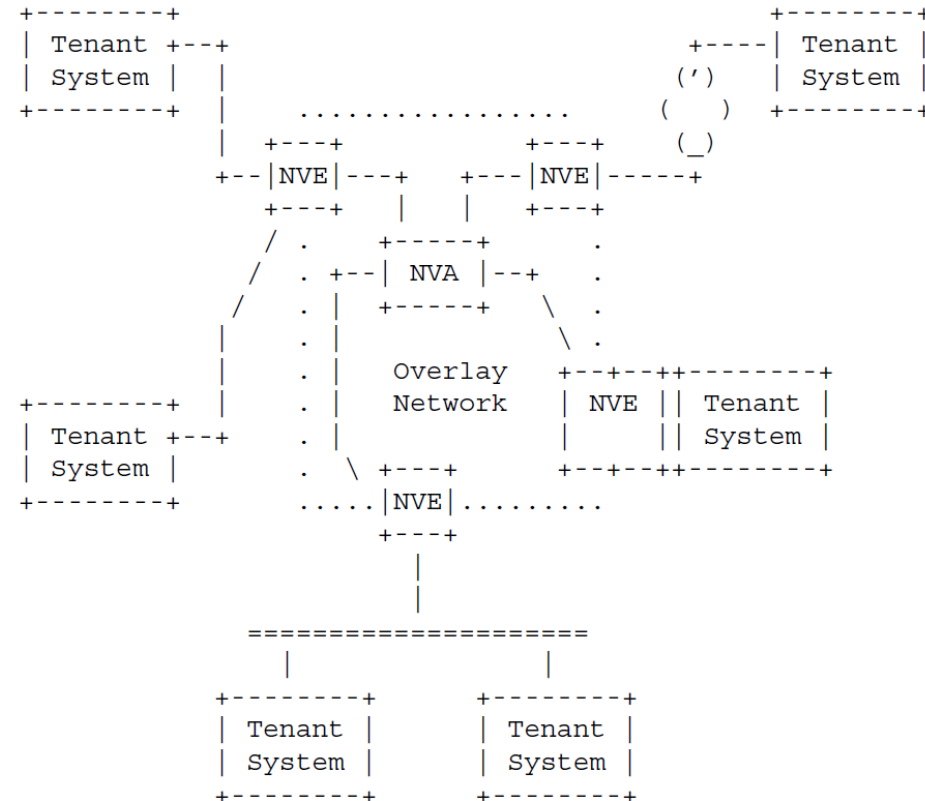 Tenant
System
Tenant
System
NVE
NVE
NVA
Overlay
Network
NVE
Tenant
System
Tenant
System
NVE
Tenant
System
Tenant
System